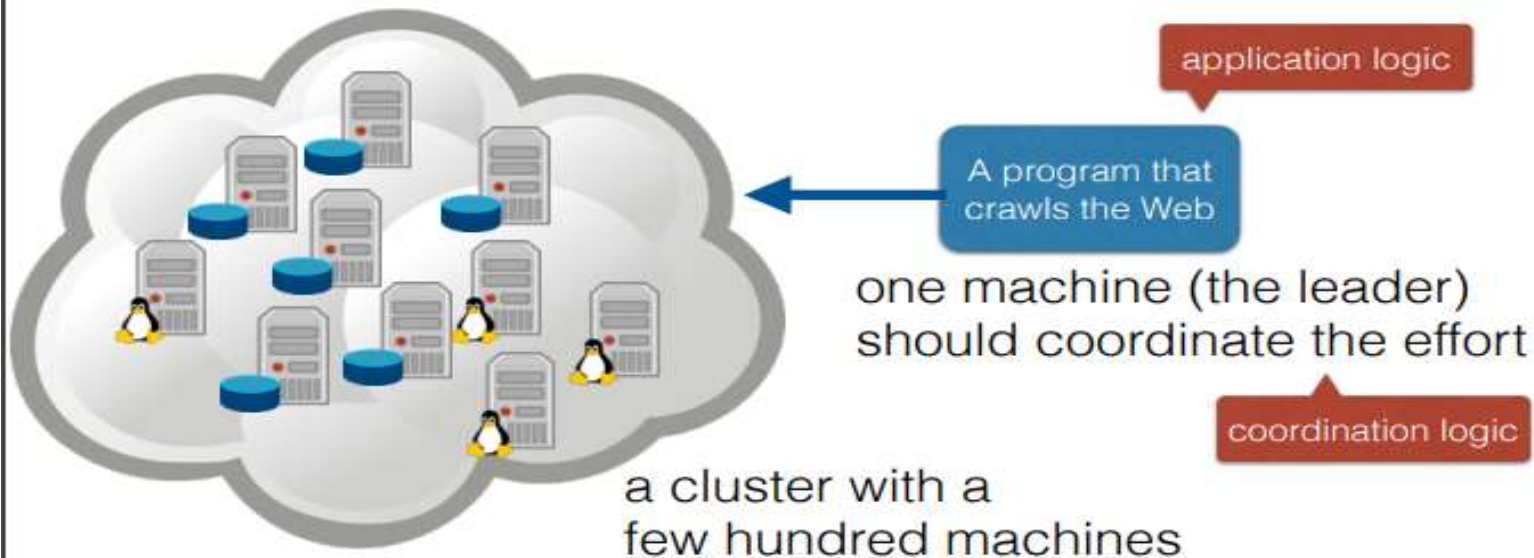 application logic
A program that
crawls the Web
one machine (the leader)
should coordinate the effort
coordination logic
a cluster with a
few hundred machines